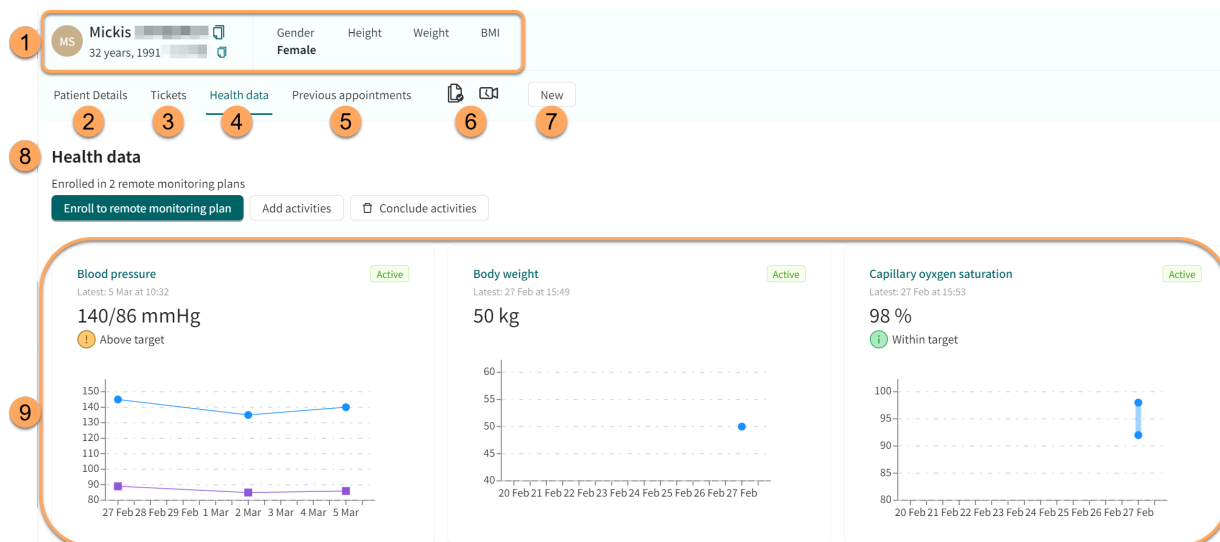 1
MS
Mickis
32 years, 1991
Gender Height Weight BMI
Female
Patient Details Tickets Health data Previous appointments New
2 3 4 5 6 7
8
Health data
Enrolled in 2 remote monitoring plans
Enroll to remote monitoring plan Add activities Conclude activities
9
Blood pressure Active
Latest: 5 Mar at 10:32
140/86 mmHg
! Above target
150
140
130
120
110
100
90
80
27 Feb 28 Feb 29 Feb 1 Mar 2 Mar 3 Mar 4 Mar 5 Mar
Body weight Active
Latest: 27 Feb at 15:49
50 kg
60
55
50
45
40
20 Feb 21 Feb 22 Feb 23 Feb 24 Feb 25 Feb 26 Feb 27 Feb
Capillary oyxgen saturation Active
Latest: 27 Feb at 15:53
98 %
i Within target
100
95
90
85
80
20 Feb 21 Feb 22 Feb 23 Feb 24 Feb 25 Feb 26 Feb 27 Feb